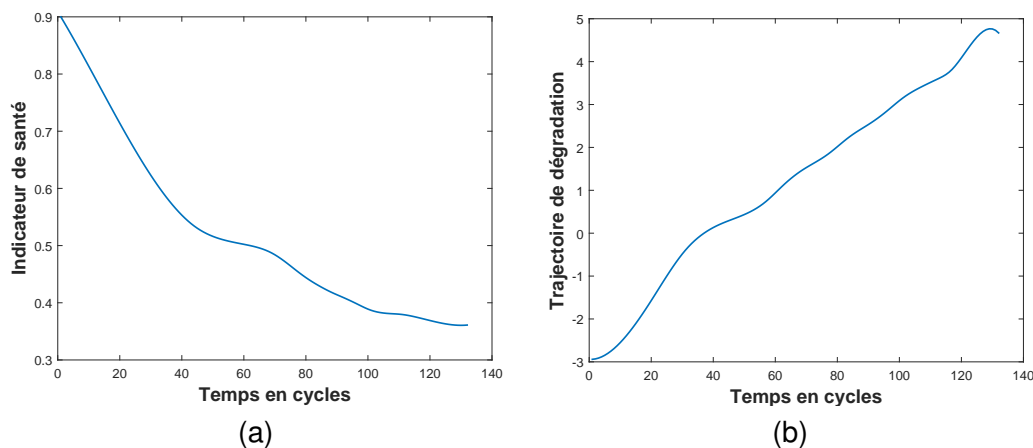 Indicateur de santé
0.9
0.8
0.7
0.6
0.5
0.4
0.3
0 20 40 60 80 100 120 140
Temps en cycles
(a)
Trajectoire de dégradation
5
4
3
2
1
0
-1
-2
-3
0 20 40 60 80 100 120 140
Temps en cycles
(b)